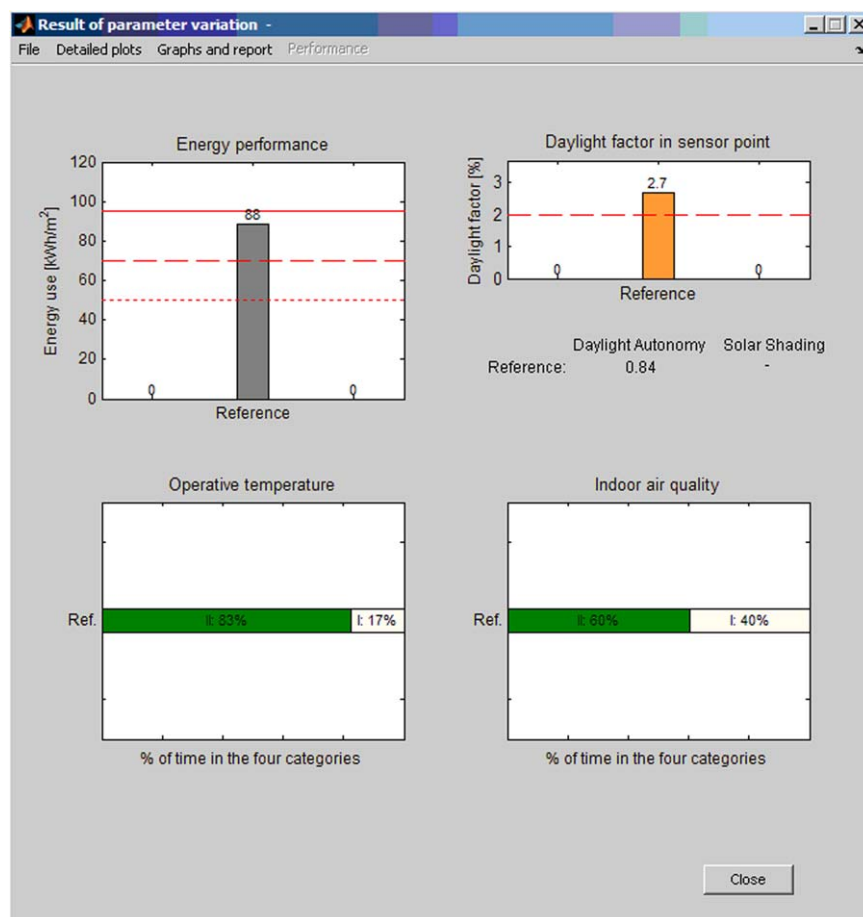 Result of parameter variation -
File Detailed plots Graphs and report Performance
Energy performance
Energy use [kWh/m²]
120
100
80
60
40
20
0
0
88
0
Reference
Daylight factor in sensor point
Daylight factor [%]
3
2
1
0
0
2.7
0
Reference
Daylight Autonomy Solar Shading
Reference: 0.84 -
Operative temperature
Ref. II: 83% I: 17%
% of time in the four categories
Indoor air quality
Ref. II: 60% I: 40%
% of time in the four categories
Close